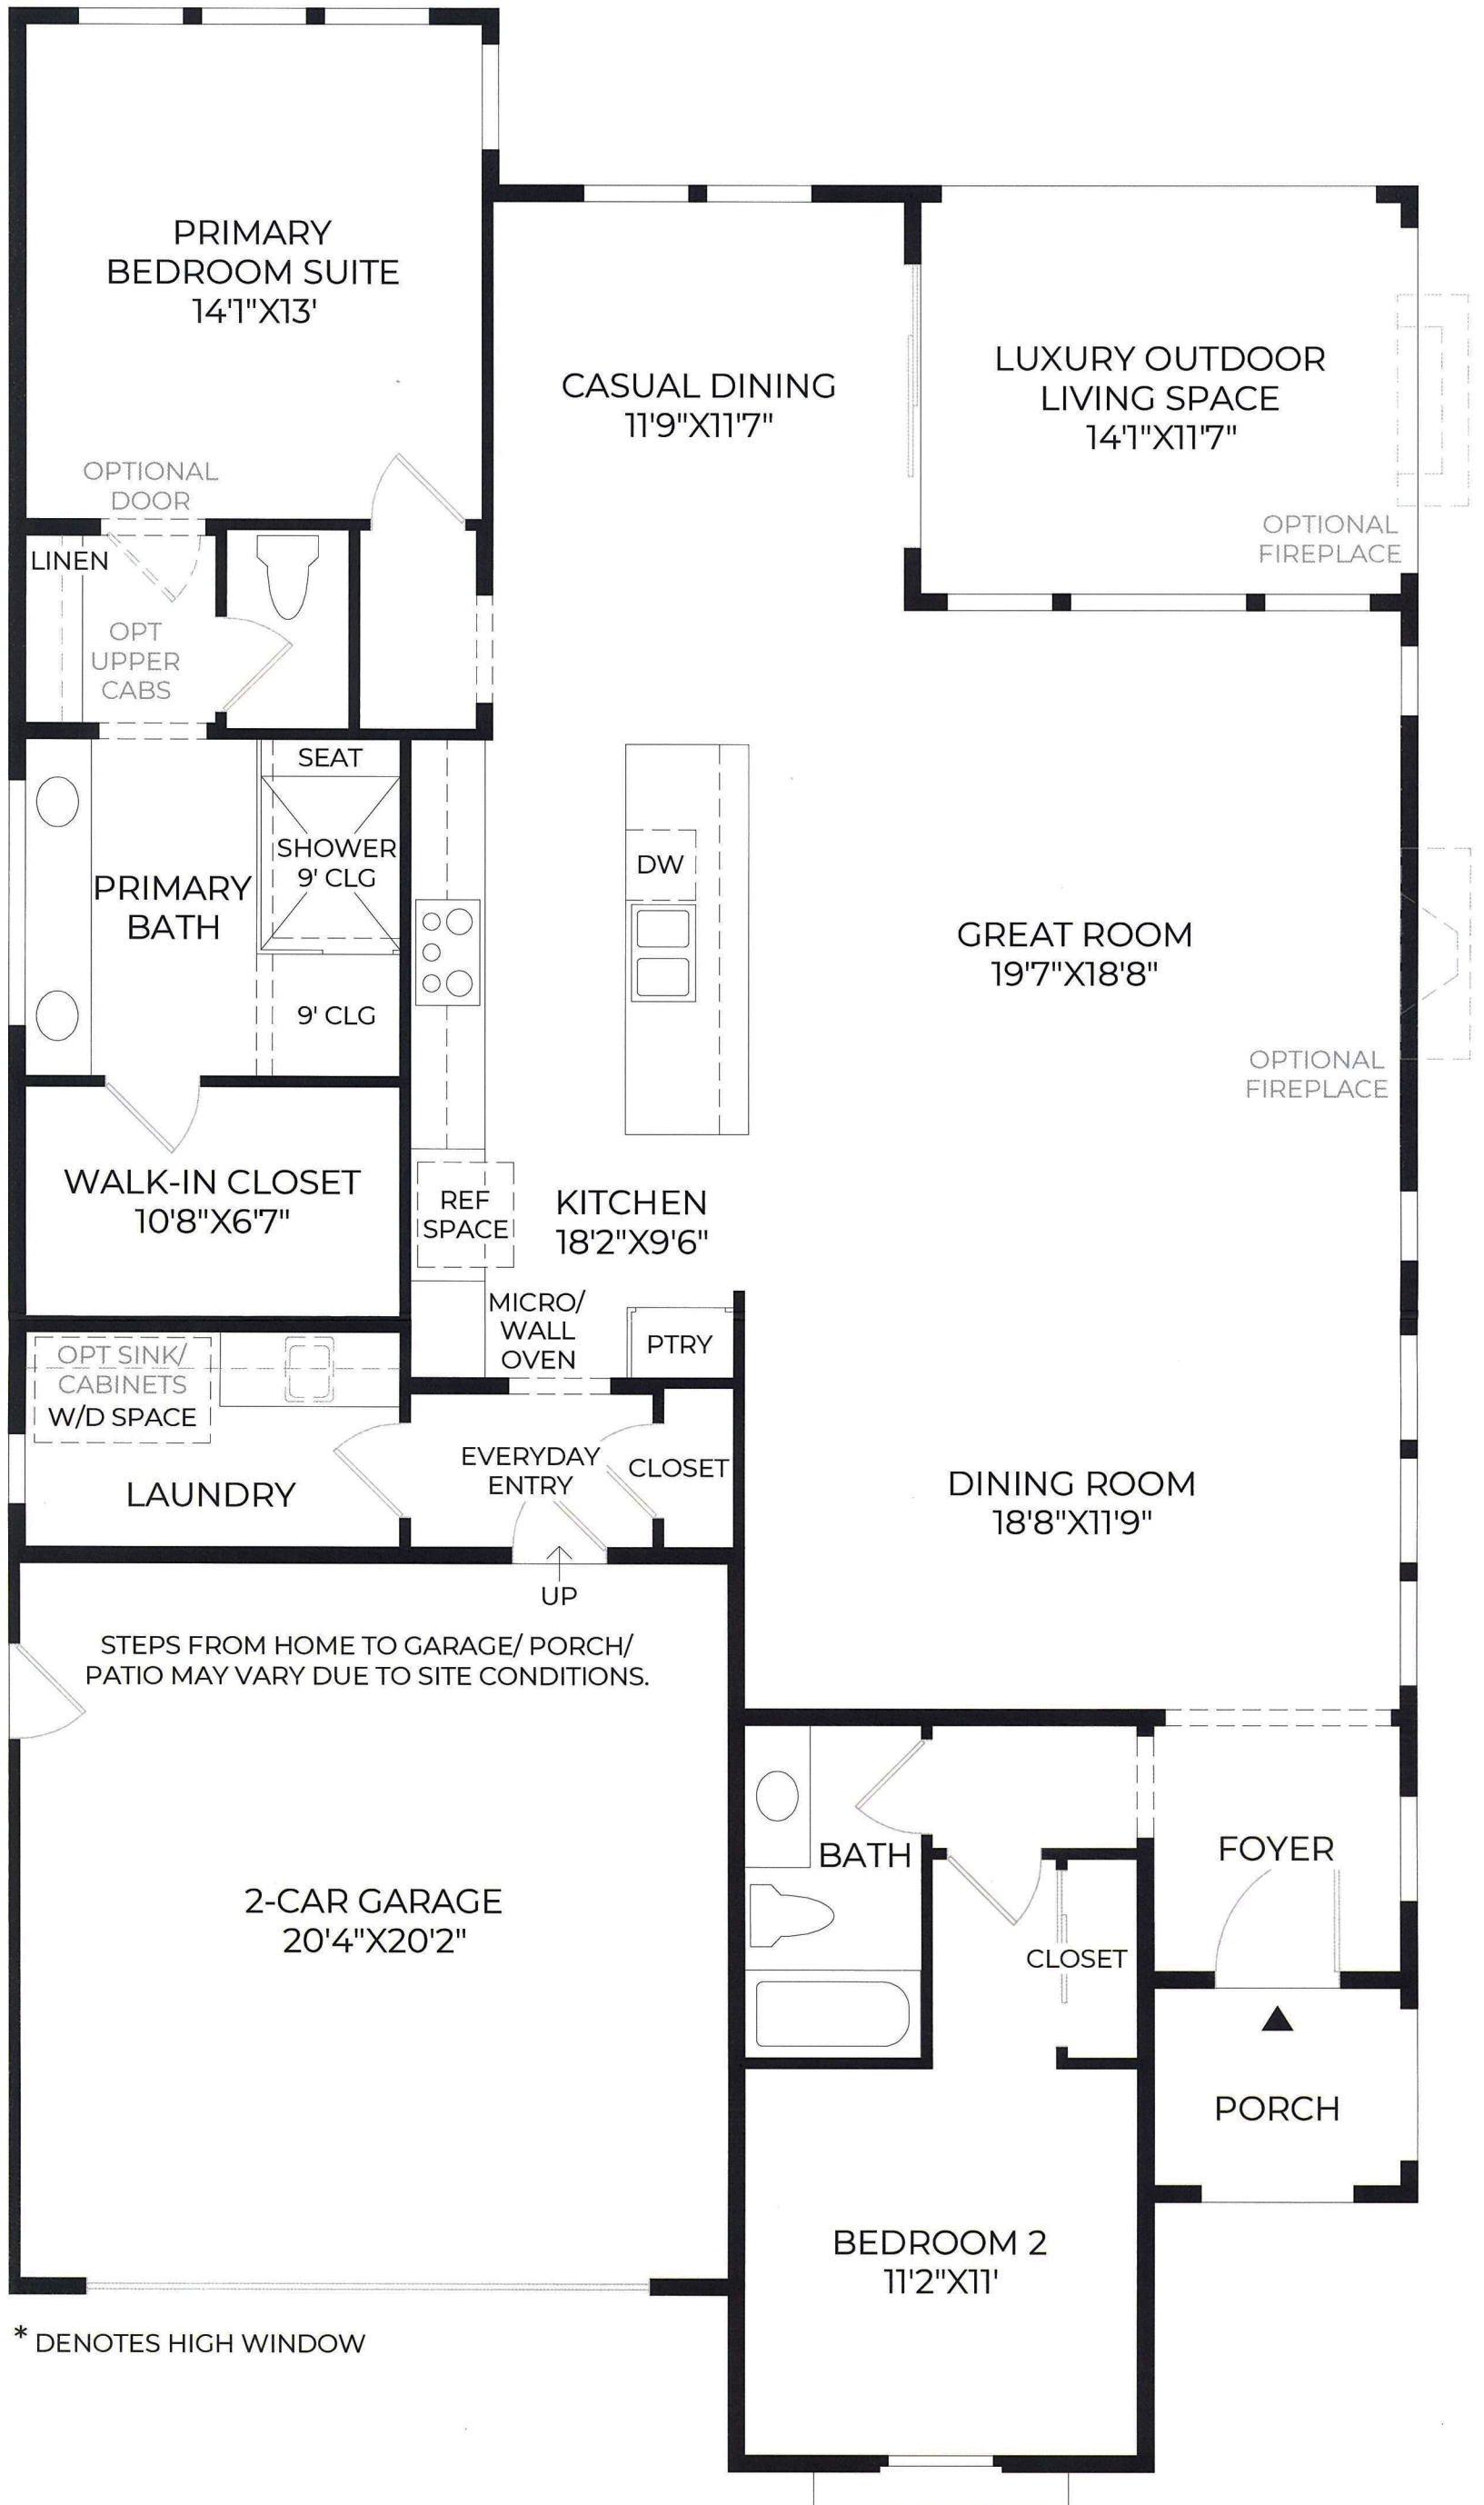 PRIMARY
BEDROOM SUITE
14'1"X13'
CASUAL DINING
11'9"X11'7"
LUXURY OUTDOOR
LIVING SPACE
14'1"X11'7"
OPTIONAL
DOOR
OPTIONAL
FIREPLACE
LINEN
OPT
UPPER
CABS
SEAT
SHOWER
9' CLG
DW
PRIMARY
BATH
GREAT ROOM
19'7"X18'8"
9' CLG
OPTIONAL
FIREPLACE
WALK-IN CLOSET
10'8"X6'7"
REF
SPACE
KITCHEN
18'2"X9'6"
MICRO/
WALL
OVEN
PTRY
OPT SINK/
CABINETS
W/D SPACE
LAUNDRY
EVERYDAY
ENTRY
CLOSET
DINING ROOM
18'8"X11'9"
UP
STEPS FROM HOME TO GARAGE/ PORCH/
PATIO MAY VARY DUE TO SITE CONDITIONS.
BATH
FOYER
2-CAR GARAGE
20'4"X20'2"
CLOSET
PORCH
BEDROOM 2
11'2"X11'
* DENOTES HIGH WINDOW